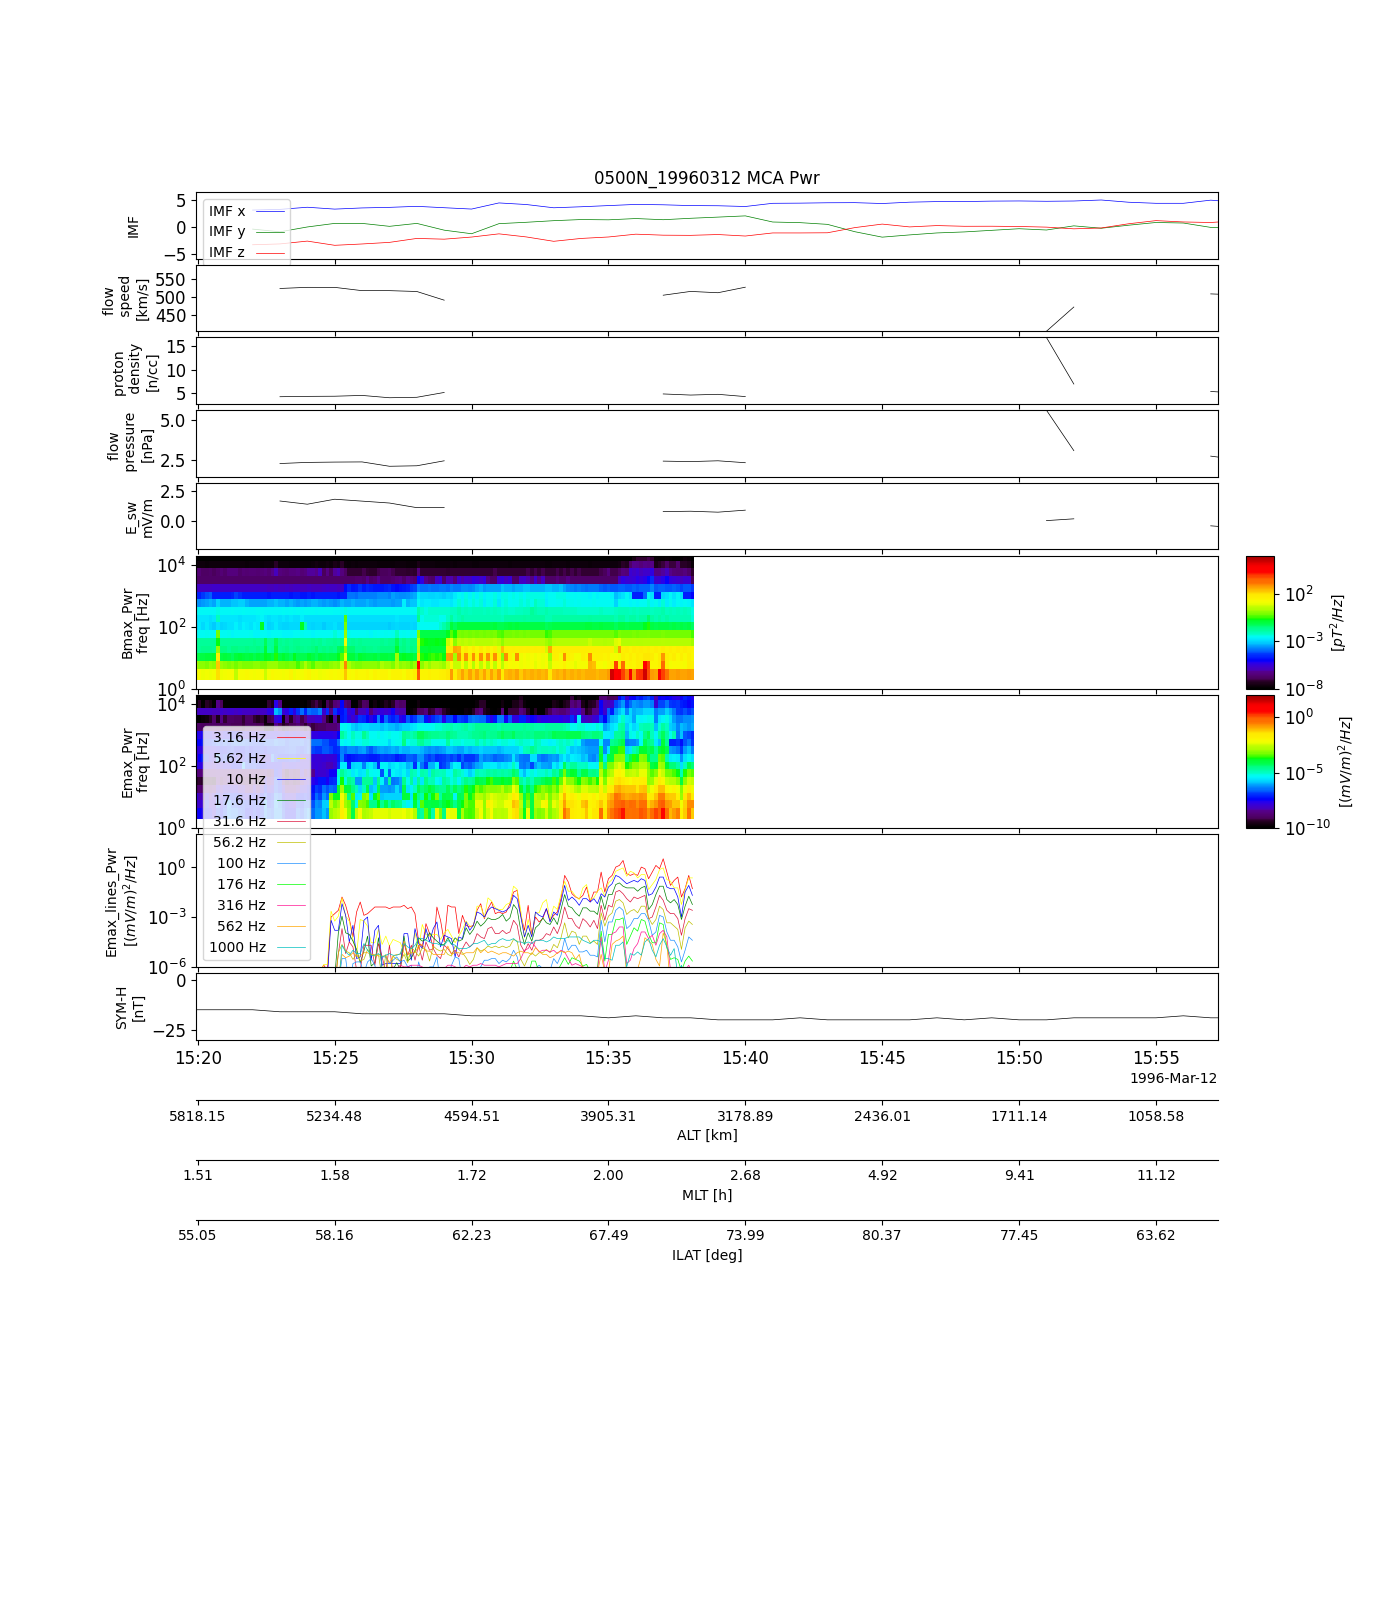 0500N_19960312 MCA Pwr
5
0
−5
IMF
IMF x
IMF y
IMF z
550
500
450
flow
speed
[km/s]
15
10
5
proton
density
[n/cc]
5.0
2.5
flow
pressure
[nPa]
2.5
0.0
E_sw
mV/m
10^4
10^2
10^0
Bmax_Pwr
freq [Hz]
10^2
10^−3
10^−8
[pT^2/Hz]
10^4
10^2
10^0
Emax_Pwr
freq [Hz]
10^0
10^−5
10^−10
[(mV/m)^2/Hz]
3.16 Hz
5.62 Hz
10 Hz
17.6 Hz
31.6 Hz
56.2 Hz
100 Hz
176 Hz
316 Hz
562 Hz
1000 Hz
10^0
10^−3
10^−6
Emax_lines_Pwr
[(mV/m)^2/Hz]
0
−25
SYM-H
[nT]
15:20 15:25 15:30 15:35 15:40 15:45 15:50 15:55
1996-Mar-12
5818.15 5234.48 4594.51 3905.31 3178.89 2436.01 1711.14 1058.58
ALT [km]
1.51 1.58 1.72 2.00 2.68 4.92 9.41 11.12
MLT [h]
55.05 58.16 62.23 67.49 73.99 80.37 77.45 63.62
ILAT [deg]